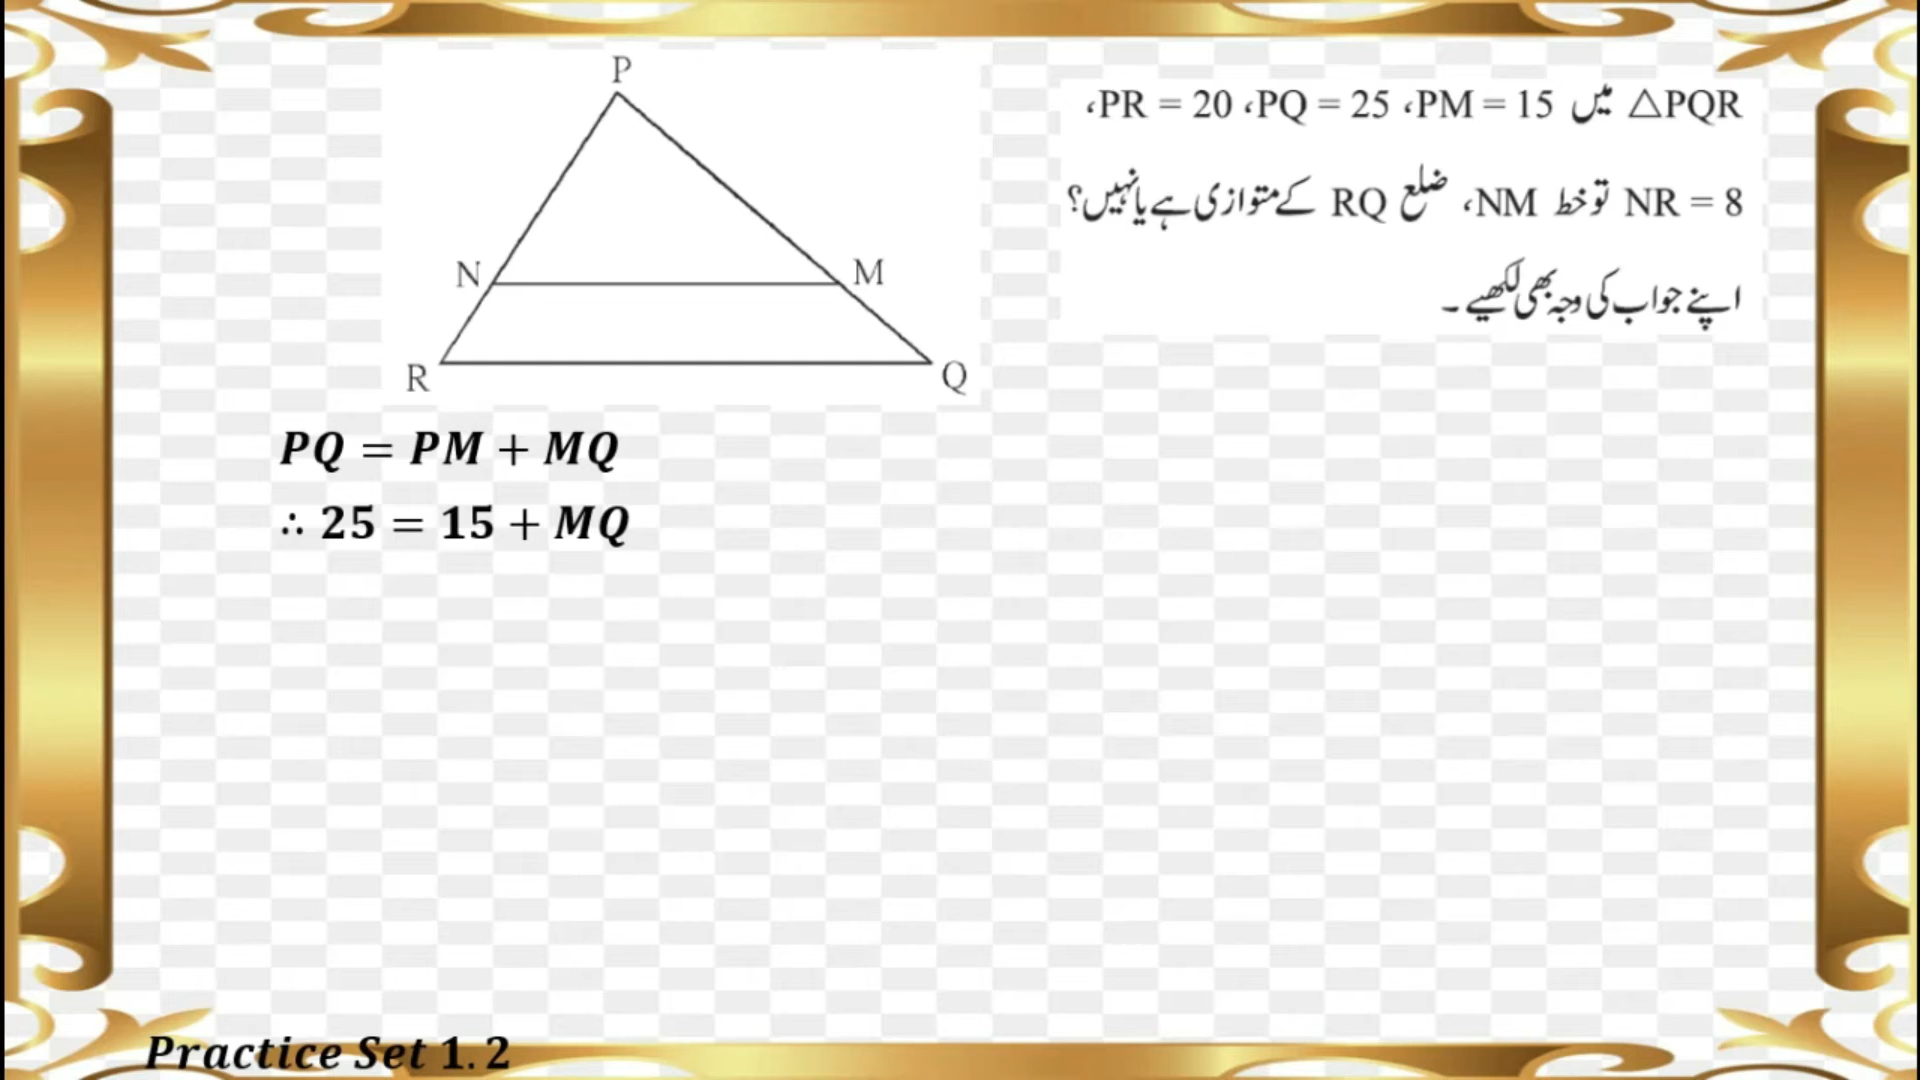 P
N
M
R
Q
△PQR میں PM = 15، PQ = 25، PR = 20،
NR = 8 تو خط NM، ضلع RQ کے متوازی ہے یا نہیں؟
اپنے جواب کی وجہ بھی لکھیے ۔
PQ = PM + MQ
∴ 25 = 15 + MQ
Practice Set 1.2